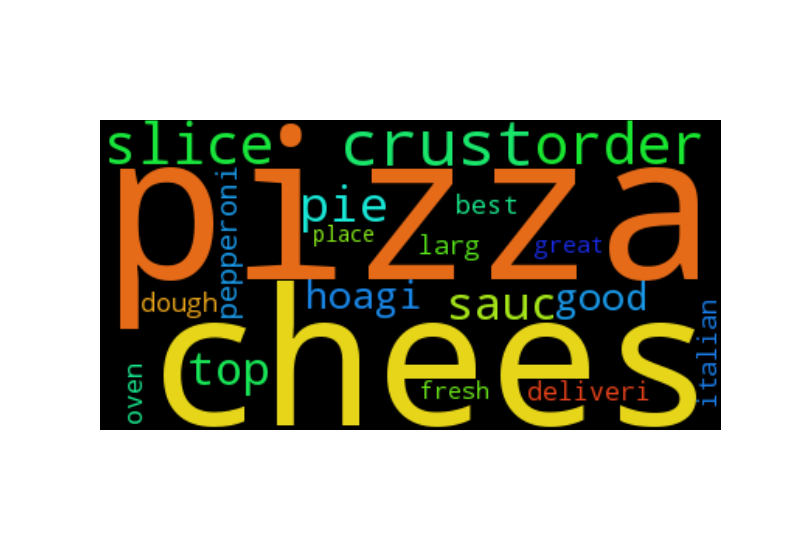 slice
crust
order
pizza
pepperoni
pie
best
place
larg
great
dough
hoagi
sauc
good
italian
chees
top
oven
fresh
deliveri